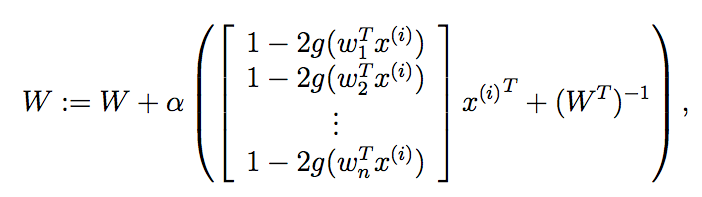 W := W + α ( [ 1 − 2g(w_1^T x^{(i)})
1 − 2g(w_2^T x^{(i)})
⋮
1 − 2g(w_n^T x^{(i)}) ] x^{(i)^T} + (W^T)^{−1} ) ,